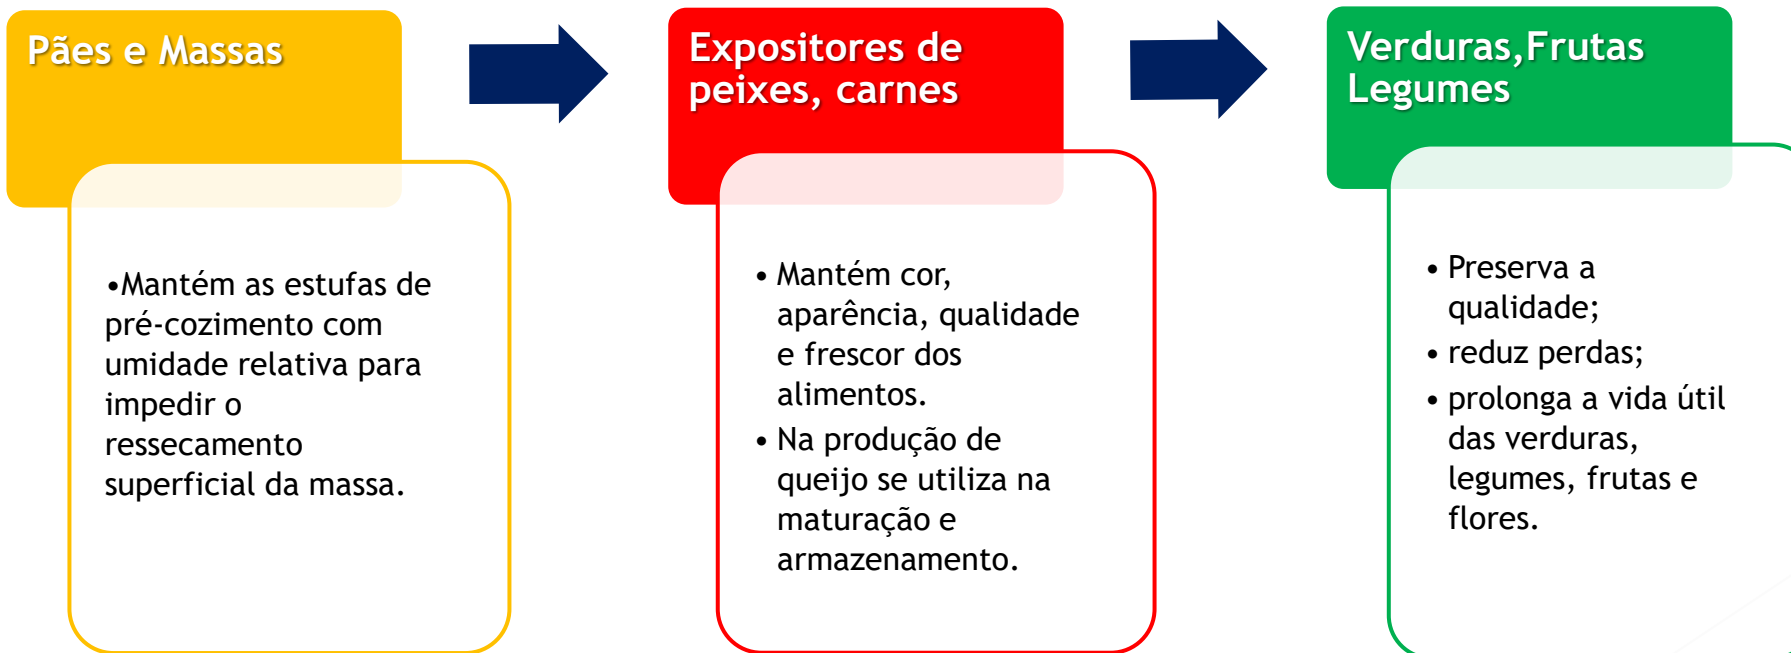 Pães e Massas
•Mantém as estufas de
pré-cozimento com
umidade relativa para
impedir o
ressecamento
superficial da massa.
Expositores de
peixes, carnes
• Mantém cor,
aparência, qualidade
e frescor dos
alimentos.
• Na produção de
queijo se utiliza na
maturação e
armazenamento.
Verduras,Frutas
Legumes
• Preserva a
qualidade;
• reduz perdas;
• prolonga a vida útil
das verduras,
legumes, frutas e
flores.